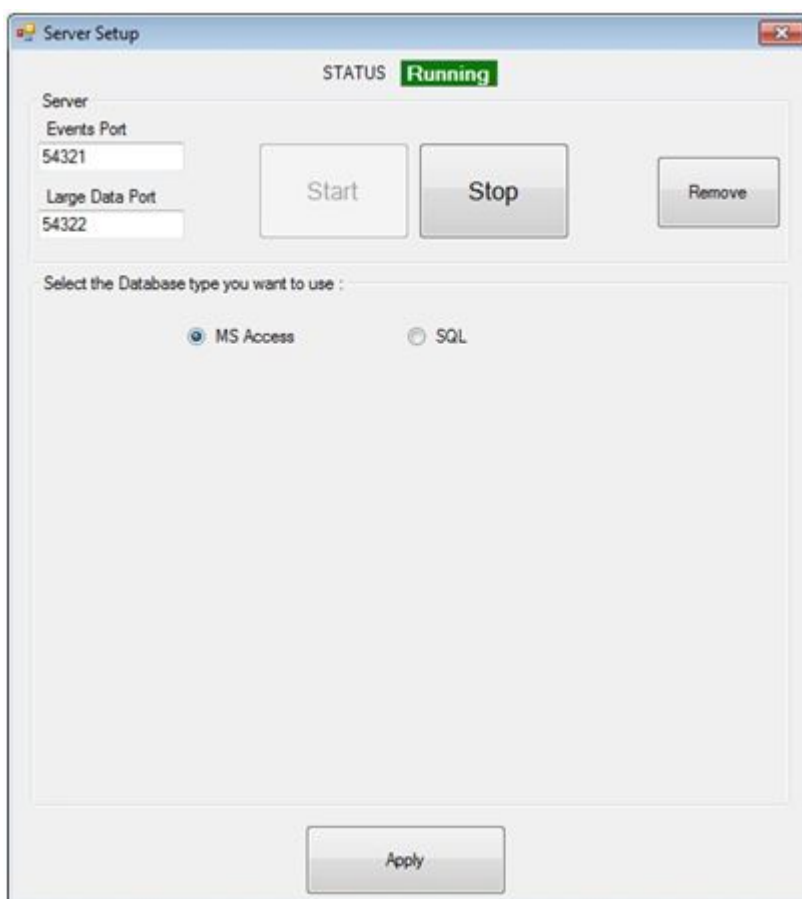 Server Setup
STATUS Running
Server
Events Port
54321
Large Data Port
54322
Start
Stop
Remove
Select the Database type you want to use :
MS Access
SQL
Apply